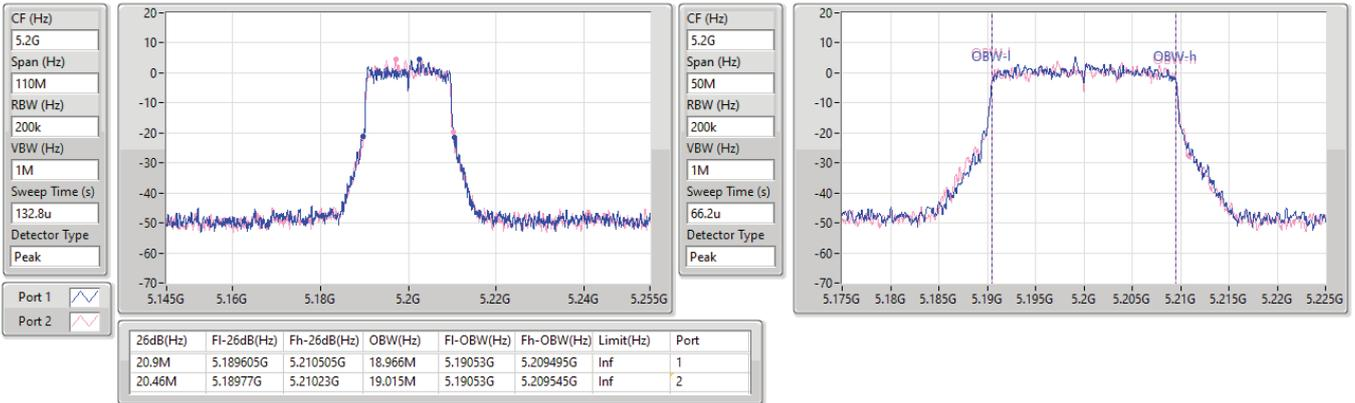 CF (Hz)
5.2G
Span (Hz)
110M
RBW (Hz)
200k
VBW (Hz)
1M
Sweep Time (s)
132.8u
Detector Type
Peak
Port 1
Port 2
20
10
0
-10
-20
-30
-40
-50
-60
-70
5.145G 5.16G 5.18G 5.2G 5.22G 5.24G 5.255G
CF (Hz)
5.2G
Span (Hz)
50M
RBW (Hz)
200k
VBW (Hz)
1M
Sweep Time (s)
66.2u
Detector Type
Peak
20
10
0
-10
-20
-30
-40
-50
-60
-70
OBW-l OBW-h
5.175G 5.18G 5.185G 5.19G 5.195G 5.2G 5.205G 5.21G 5.215G 5.22G 5.225G
26dB(Hz) Fl-26dB(Hz) Fh-26dB(Hz) OBW(Hz) Fl-OBW(Hz) Fh-OBW(Hz) Limit(Hz) Port
20.9M 5.189605G 5.210505G 18.966M 5.19053G 5.209495G Inf 1
20.46M 5.18977G 5.21023G 19.015M 5.19053G 5.209545G Inf 2